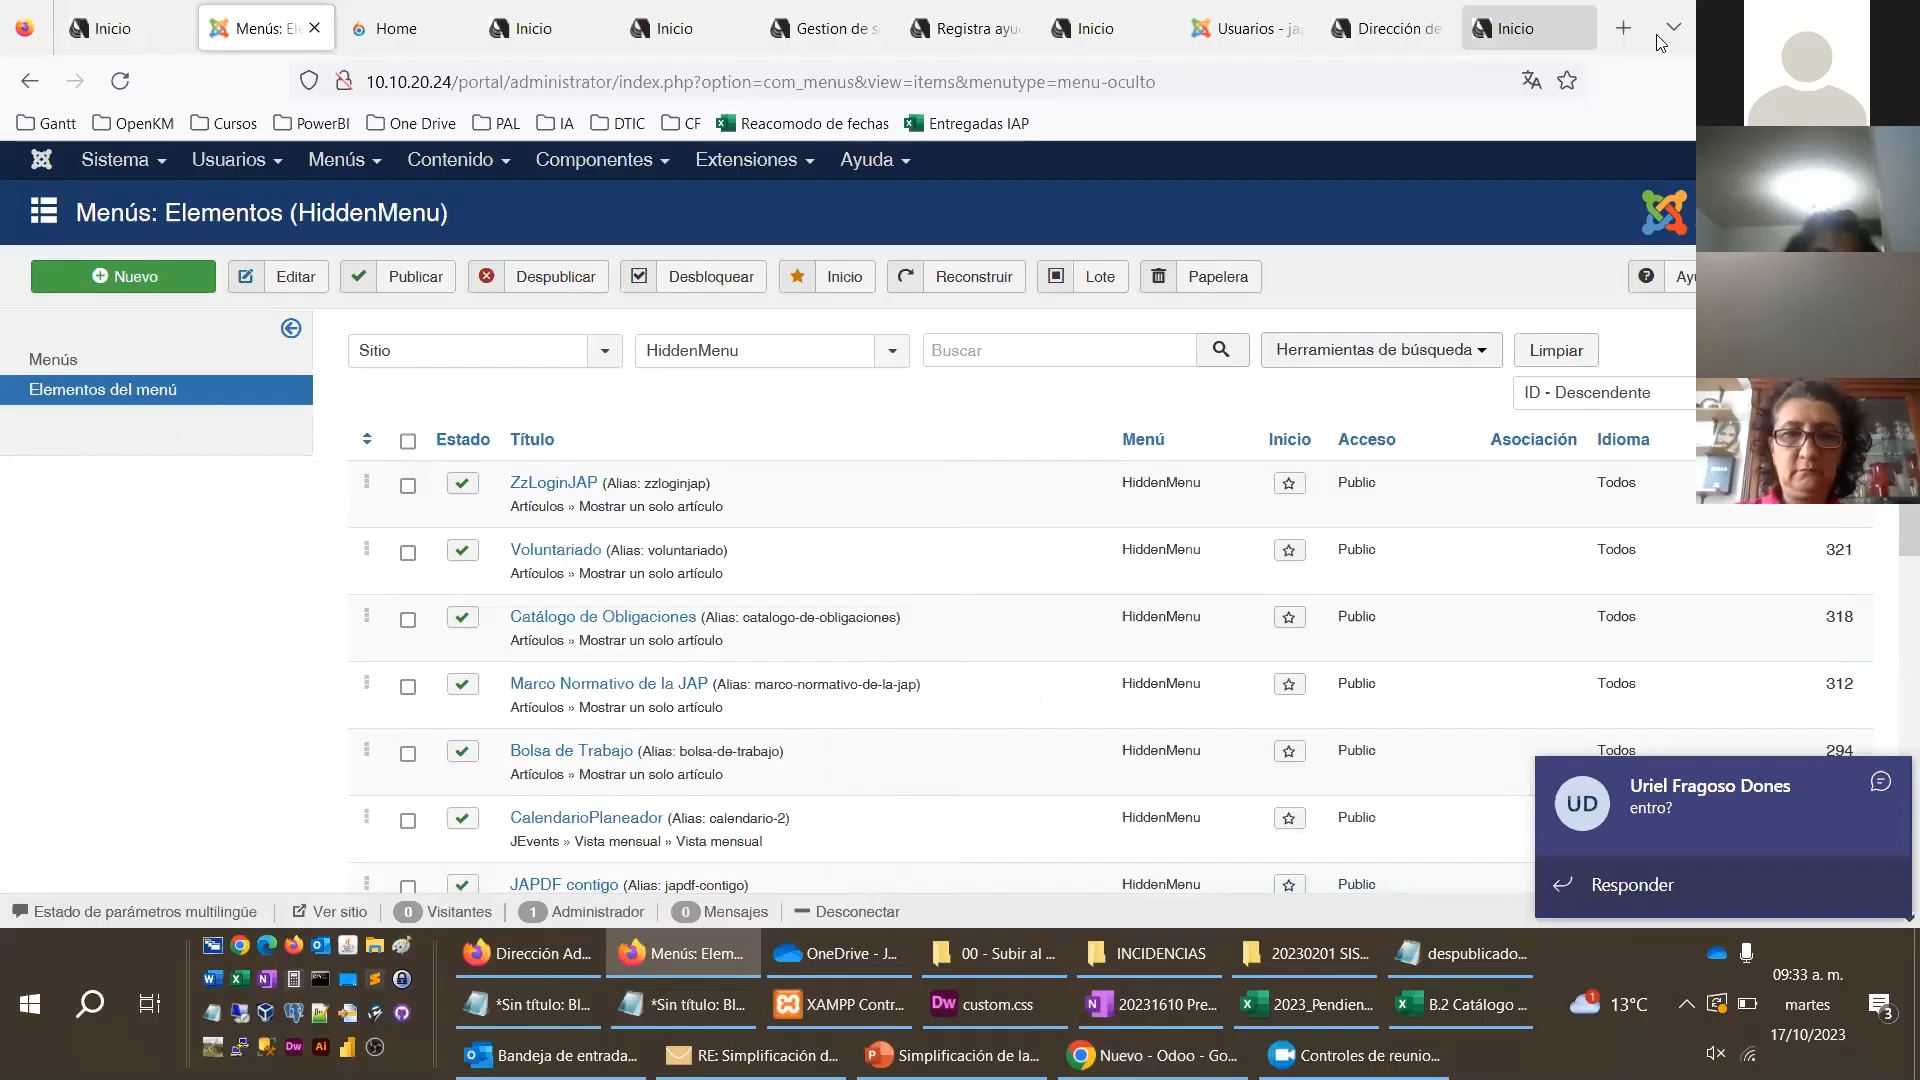 Inicio
Menús: El
Home
Inicio
Inicio
Gestion de s
Registra ayu
Inicio
Usuarios - ja
Dirección de
Inicio
10.10.20.24/portal/administrator/index.php?option=com_menus&view=items&menutype=menu-oculto
Gantt OpenKM Cursos PowerBI One Drive PAL IA DTIC CF Reacomodo de fechas Entregadas IAP
Sistema Usuarios Menús Contenido Componentes Extensiones Ayuda
Menús: Elementos (HiddenMenu)
Nuevo Editar Publicar Despublicar Desbloquear Inicio Reconstruir Lote Papelera Ayu
Menús
Elementos del menú
Sitio HiddenMenu Buscar Herramientas de búsqueda Limpiar
ID - Descendente
Estado Título Menú Inicio Acceso Asociación Idioma
ZzLoginJAP (Alias: zzloginjap) HiddenMenu Public Todos
Artículos » Mostrar un solo artículo
Voluntariado (Alias: voluntariado) HiddenMenu Public Todos 321
Artículos » Mostrar un solo artículo
Catálogo de Obligaciones (Alias: catalogo-de-obligaciones) HiddenMenu Public Todos 318
Artículos » Mostrar un solo artículo
Marco Normativo de la JAP (Alias: marco-normativo-de-la-jap) HiddenMenu Public Todos 312
Artículos » Mostrar un solo artículo
Bolsa de Trabajo (Alias: bolsa-de-trabajo) HiddenMenu Public Todos 294
Artículos » Mostrar un solo artículo
CalendarioPlaneador (Alias: calendario-2) HiddenMenu Public
JEvents » Vista mensual » Vista mensual
JAPDF contigo (Alias: japdf-contigo) HiddenMenu Public
UD Uriel Fragoso Dones
entro?
Responder
Estado de parámetros multilingüe Ver sitio 0 Visitantes 1 Administrador 0 Mensajes Desconectar
Dirección Ad... Menús: Elem... OneDrive - J... 00 - Subir al ... INCIDENCIAS 20230201 SIS... despublicado...
*Sin título: Bl... *Sin título: Bl... XAMPP Contr... custom.css 20231610 Pre... 2023_Pendien... B.2 Catálogo ...
Bandeja de entrada... RE: Simplificación d... Simplificación de la... Nuevo - Odoo - Go... Controles de reunio...
13°C
09:33 a. m.
martes
17/10/2023
3